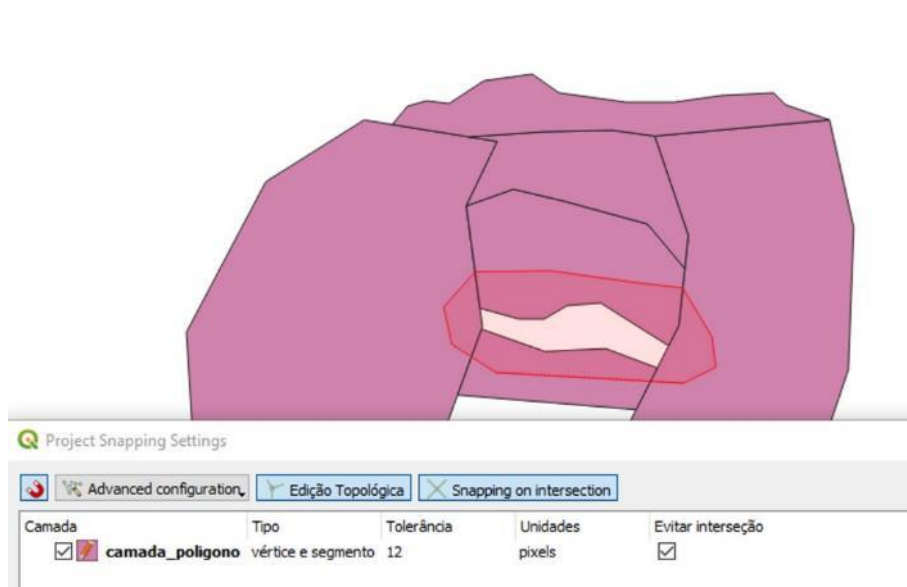 Project Snapping Settings
Advanced configuration Edição Topológica Snapping on intersection
Camada Tipo Tolerância Unidades Evitar interseção
camada_poligono vértice e segmento 12 pixels